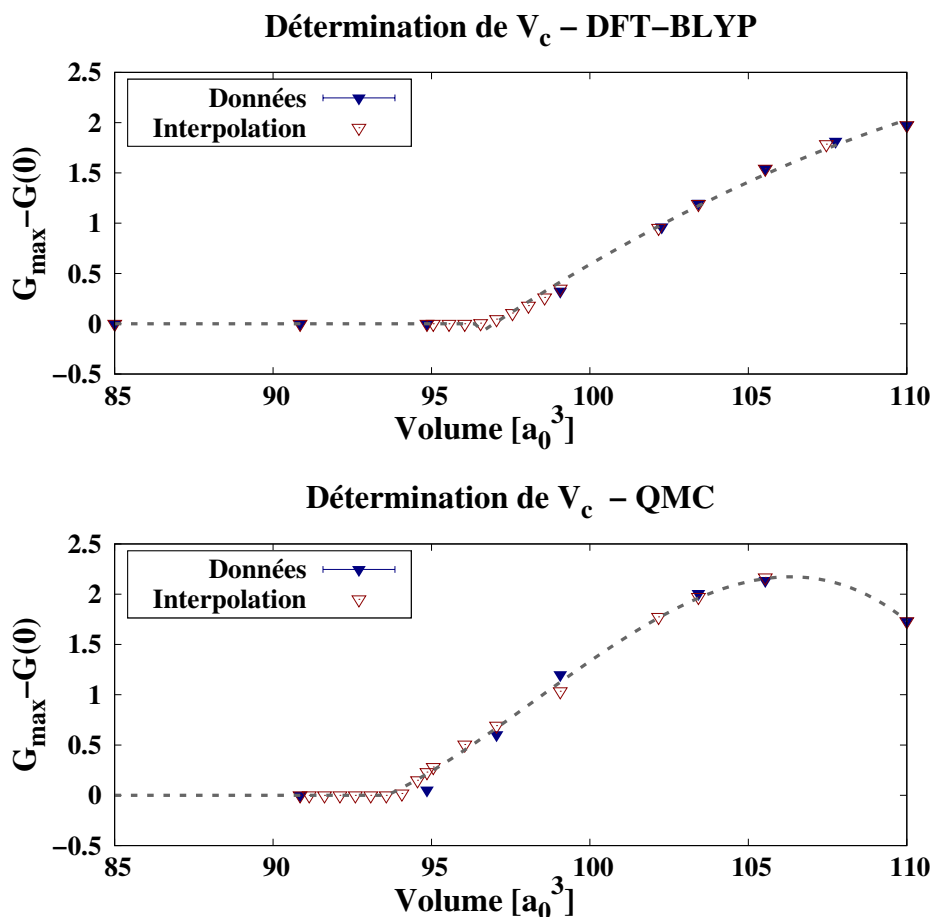 Détermination de V_c − DFT−BLYP
2.5
2
1.5
1
0.5
0
−0.5
G_max−G(0)
Données
Interpolation
85 90 95 100 105 110
Volume [a_0^3]
Détermination de V_c − QMC
2.5
2
1.5
1
0.5
0
−0.5
G_max−G(0)
Données
Interpolation
85 90 95 100 105 110
Volume [a_0^3]